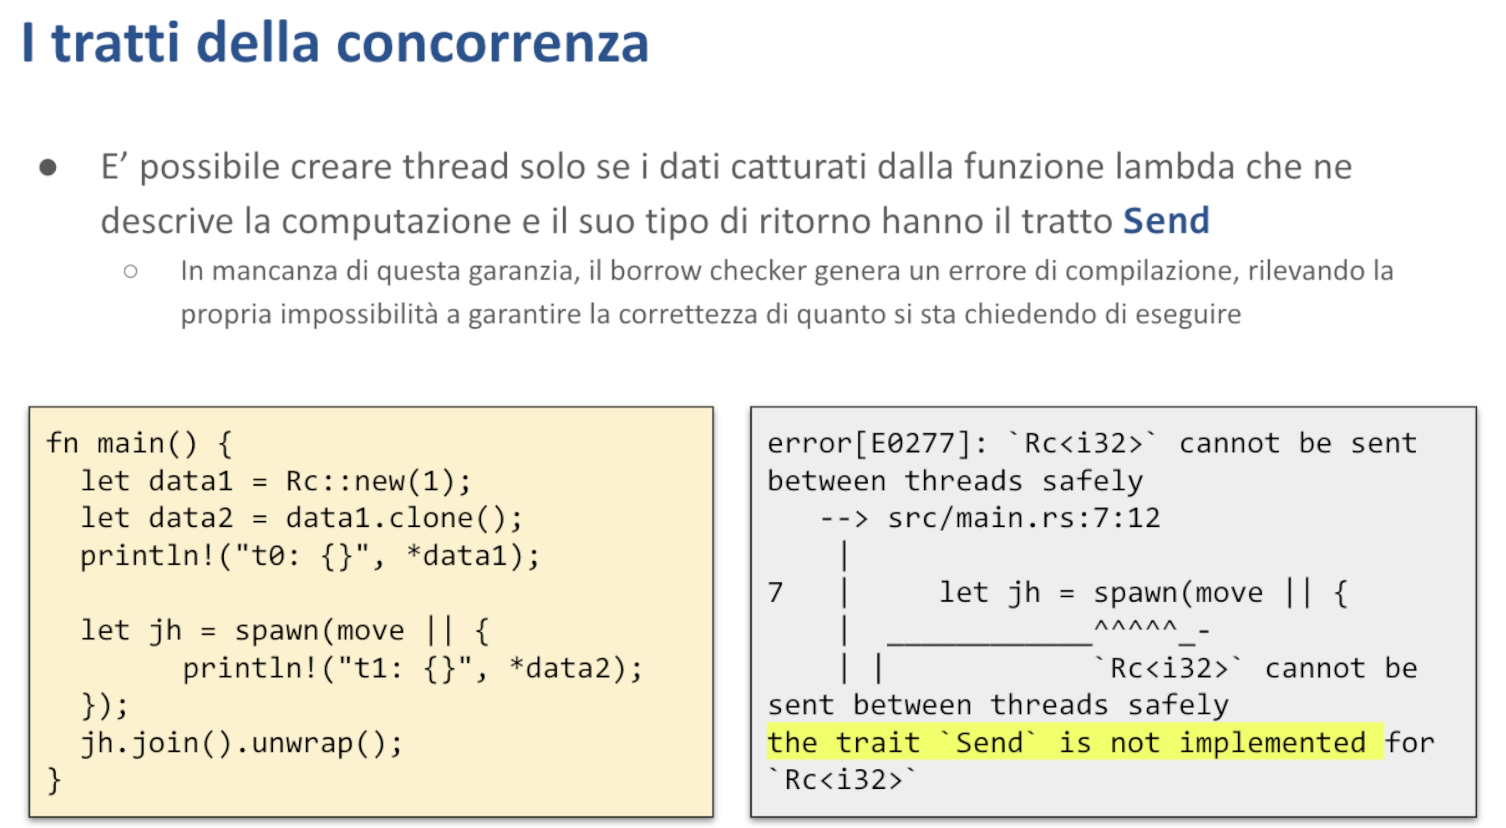 I tratti della concorrenza
● E’ possibile creare thread solo se i dati catturati dalla funzione lambda che ne
descrive la computazione e il suo tipo di ritorno hanno il tratto Send
○ In mancanza di questa garanzia, il borrow checker genera un errore di compilazione, rilevando la
propria impossibilità a garantire la correttezza di quanto si sta chiedendo di eseguire
fn main() {
  let data1 = Rc::new(1);
  let data2 = data1.clone();
  println!("t0: {}", *data1);

  let jh = spawn(move || {
        println!("t1: {}", *data2);
  });
  jh.join().unwrap();
}
error[E0277]: `Rc<i32>` cannot be sent
between threads safely
   --> src/main.rs:7:12
    |
7   |     let jh = spawn(move || {
    |  ____________^^^^^_-
    | |            `Rc<i32>` cannot be
sent between threads safely
the trait `Send` is not implemented for
`Rc<i32>`